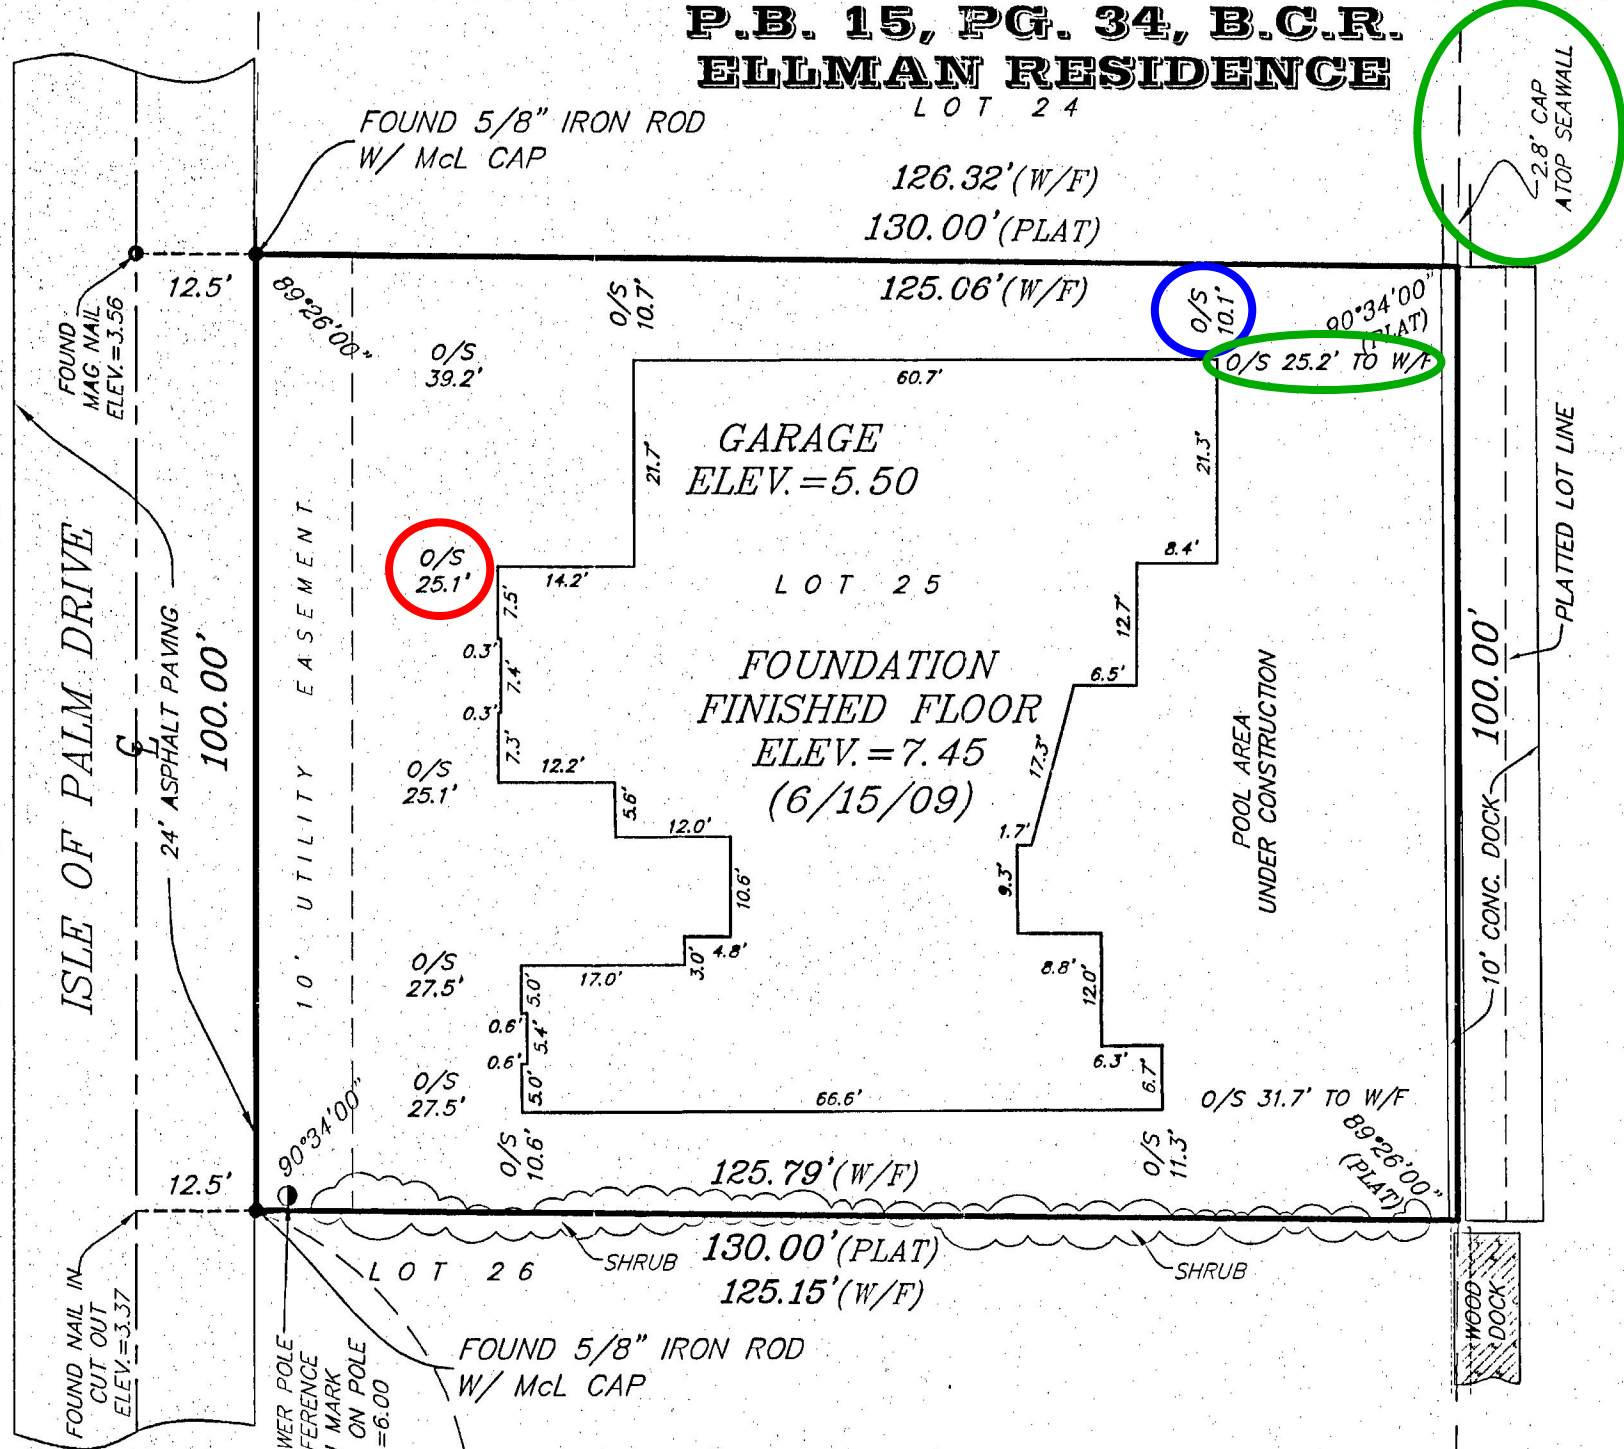 P.B. 15, PG. 34, B.C.R.
ELLMAN RESIDENCE
LOT 24
FOUND 5/8" IRON ROD
W/ McL CAP
126.32'(W/F)
130.00'(PLAT)
2.8' CAP
ATOP SEAWALL
12.5'
FOUND
MAG. NAIL
ELEV.=3.56
89°26'00"
O/S
10.7'
125.06'(W/F)
O/S
10.1'
90°34'00"
(PLAT)
O/S
39.2'
60.7'
O/S 25.2' TO W/F
GARAGE
ELEV.=5.50
21.7'
21.3'
PLATTED LOT LINE
O/S
25.1'
14.2'
8.4'
LOT 25
7.5'
12.7'
0.3'
7.4'
0.3'
7.3'
FOUNDATION
FINISHED FLOOR
ELEV.=7.45
(6/15/09)
6.5'
17.3'
ISLE OF PALM DRIVE
℄
24' ASPHALT PAVING
100.00'
10' UTILITY EASEMENT
POOL AREA
UNDER CONSTRUCTION
100.00'
10' CONC. DOCK
O/S
25.1'
12.2'
5.6'
12.0'
1.7'
10.6'
9.3'
4.8'
3.0'
O/S
27.5'
17.0'
8.8'
12.0'
5.0'
0.6'
5.4'
0.6'
5.0'
6.3'
6.7'
O/S
27.5'
66.6'
O/S 31.7' TO W/F
90°34'00"
O/S
10.6'
O/S
11.3'
89°26'00"
(PLAT)
12.5'
125.79'(W/F)
SHRUB
130.00'(PLAT)
125.15'(W/F)
SHRUB
LOT 26
FOUND NAIL IN
CUT OUT
ELEV.=3.37
WER POLE
FERENCE
MARK
ON POLE
=6.00
FOUND 5/8" IRON ROD
W/ McL CAP
WOOD
DOCK